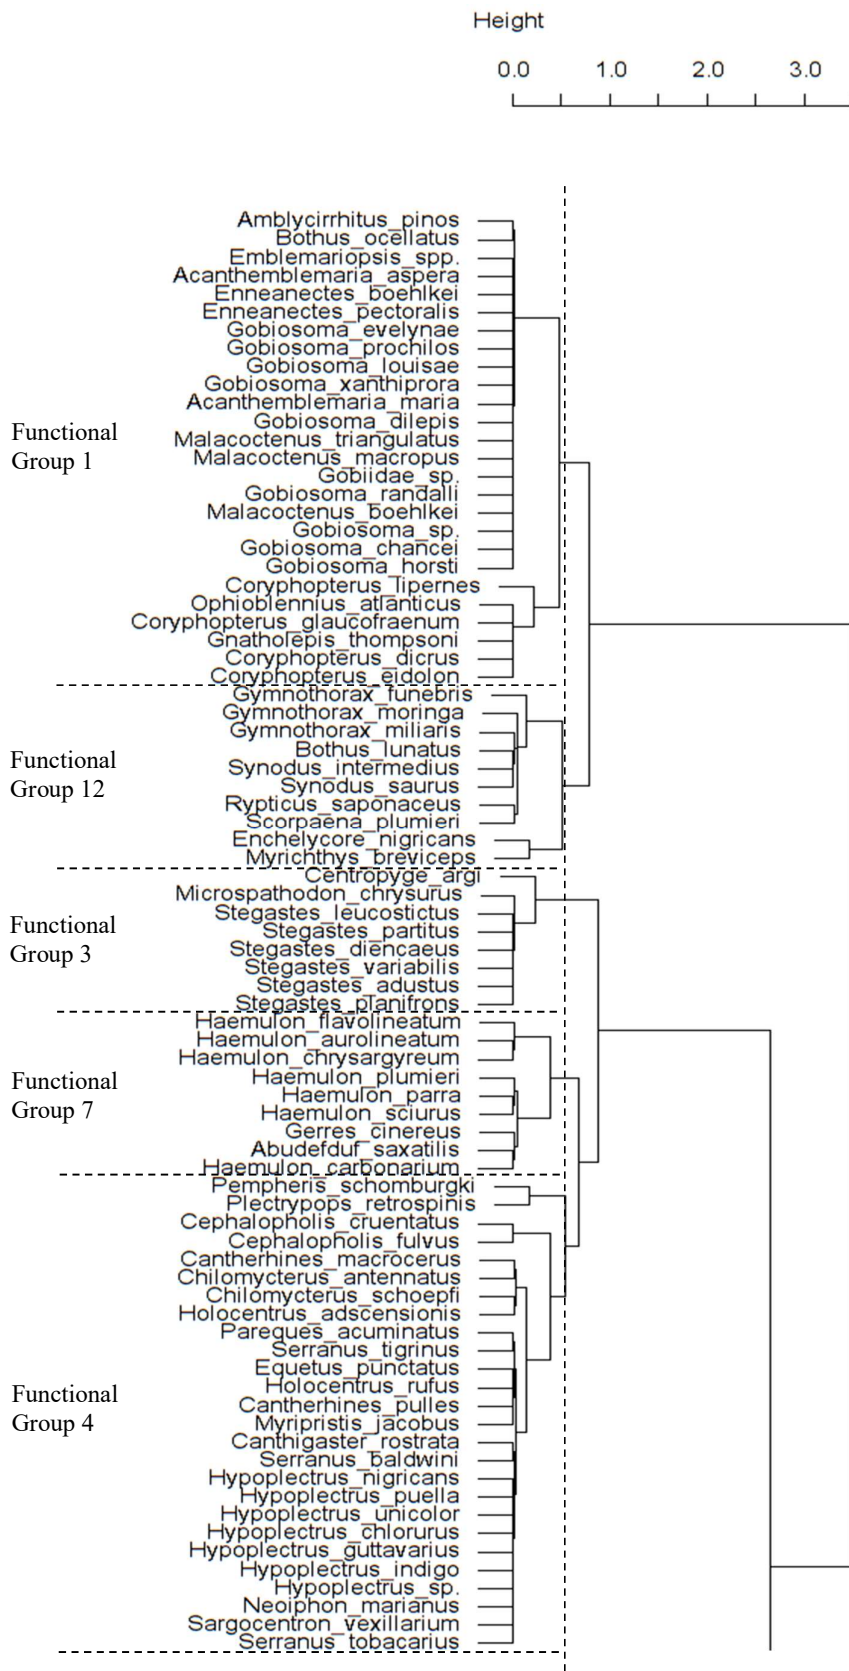 Height
0.0 1.0 2.0 3.0
Amblycirrhitus_pinos
Bothus_ocellatus
Emblemariopsis_spp.
Acanthemblemaria_aspera
Enneanectes_boehlkei
Enneanectes_pectoralis
Gobiosoma_evelynae
Gobiosoma_prochilos
Gobiosoma_louisae
Gobiosoma_xanthiprora
Acanthemblemaria_maria
Gobiosoma_dilepis
Functional
Group 1
Malacoctenus_triangulatus
Malacoctenus_macropus
Gobiidae_sp.
Gobiosoma_randalli
Malacoctenus_boehlkei
Gobiosoma_sp.
Gobiosoma_chancei
Gobiosoma_horsti
Coryphopterus_lipernes
Ophioblennius_atlanticus
Coryphopterus_glaucofraenum
Gnatholepis_thompsoni
Coryphopterus_dicrus
Coryphopterus_eidolon
Gymnothorax_funebris
Gymnothorax_moringa
Gymnothorax_miliaris
Bothus_lunatus
Functional
Group 12
Synodus_intermedius
Synodus_saurus
Rypticus_saponaceus
Scorpaena_plumieri
Enchelycore_nigricans
Myrichthys_breviceps
Centropyge_argi
Microspathodon_chrysurus
Stegastes_leucostictus
Functional
Group 3
Stegastes_partitus
Stegastes_diencaeus
Stegastes_variabilis
Stegastes_adustus
Stegastes_planifrons
Haemulon_flavolineatum
Haemulon_aurolineatum
Haemulon_chrysargyreum
Functional
Group 7
Haemulon_plumieri
Haemulon_parra
Haemulon_sciurus
Gerres_cinereus
Abudefduf_saxatilis
Haemulon_carbonarium
Pempheris_schomburgki
Plectrypops_retrospinis
Cephalopholis_cruentatus
Cephalopholis_fulvus
Cantherhines_macrocerus
Chilomycterus_antennatus
Chilomycterus_schoepfi
Holocentrus_adscensionis
Pareques_acuminatus
Serranus_tigrinus
Equetus_punctatus
Holocentrus_rufus
Functional
Group 4
Cantherhines_pulles
Myripristis_jacobus
Canthigaster_rostrata
Serranus_baldwini
Hypoplectrus_nigricans
Hypoplectrus_puella
Hypoplectrus_unicolor
Hypoplectrus_chlorurus
Hypoplectrus_guttavarius
Hypoplectrus_indigo
Hypoplectrus_sp.
Neoiphon_marianus
Sargocentron_vexillarium
Serranus_tobacarius